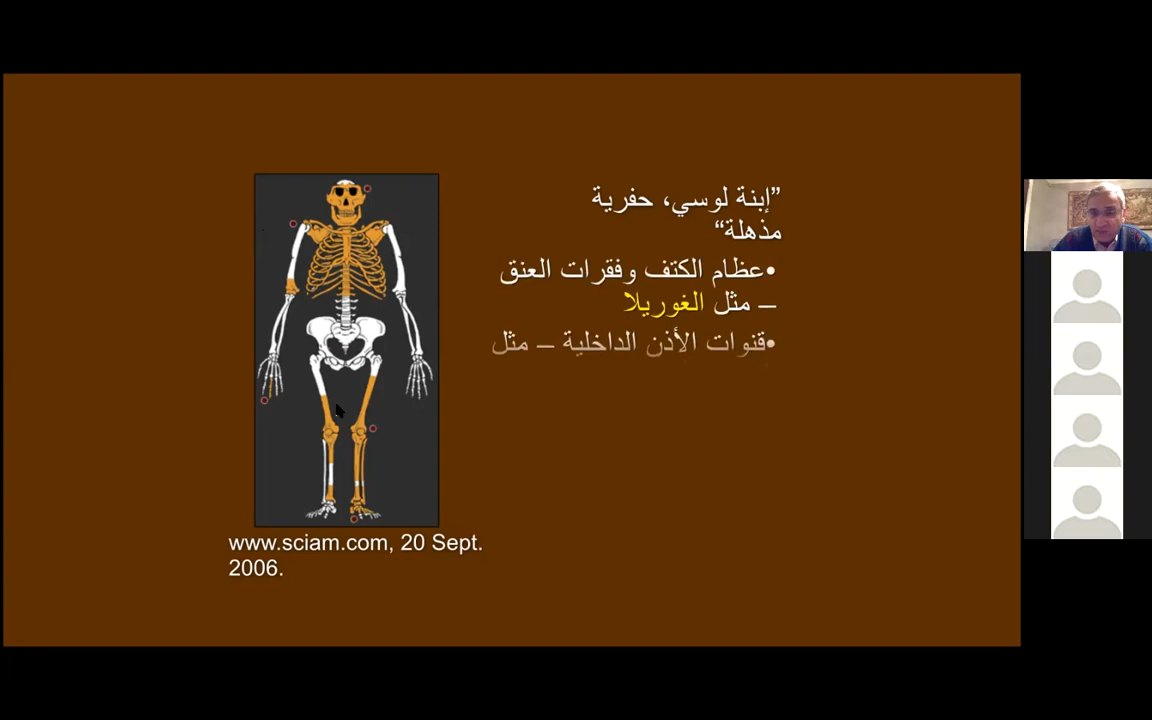 ”إبنة لوسي، حفرية
مذهلة“
•عظام الكتف وفقرات العنق
– مثل الغوريلا
•قنوات الأذن الداخلية – مثل
www.sciam.com, 20 Sept.
2006.